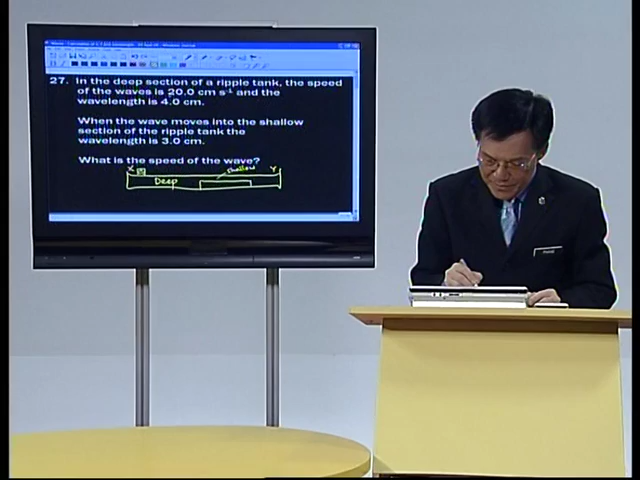 27. In the deep section of a ripple tank, the speed
of the waves is 20.0 cm s⁻¹ and the
wavelength is 4.0 cm.
When the wave moves into the shallow
section of the ripple tank the
wavelength is 3.0 cm.
What is the speed of the wave?
X Shallow Y
Deep